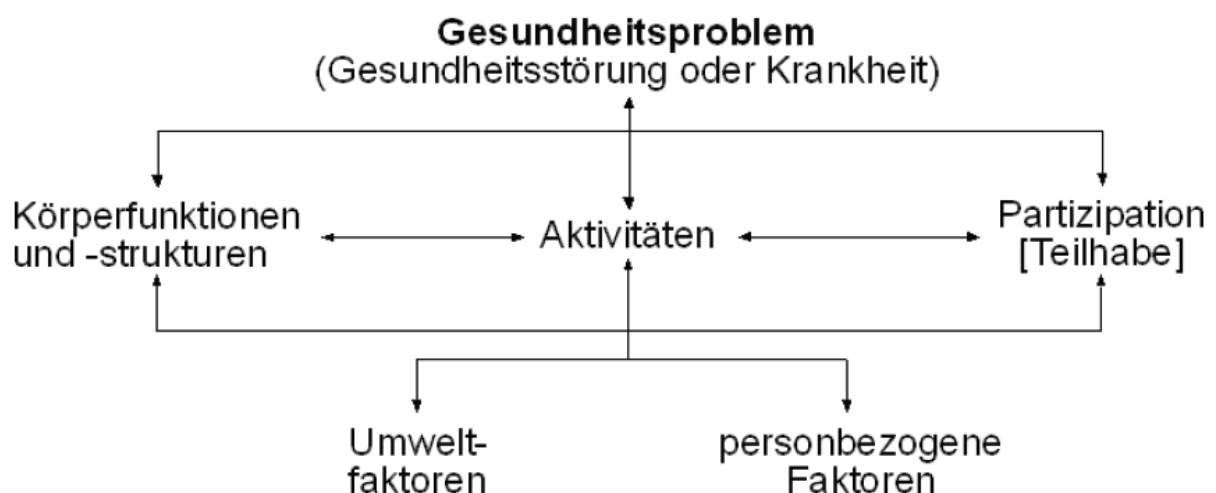 Gesundheitsproblem
(Gesundheitsstörung oder Krankheit)
Körperfunktionen
und -strukturen
Aktivitäten
Partizipation
[Teilhabe]
Umwelt-
faktoren
personbezogene
Faktoren